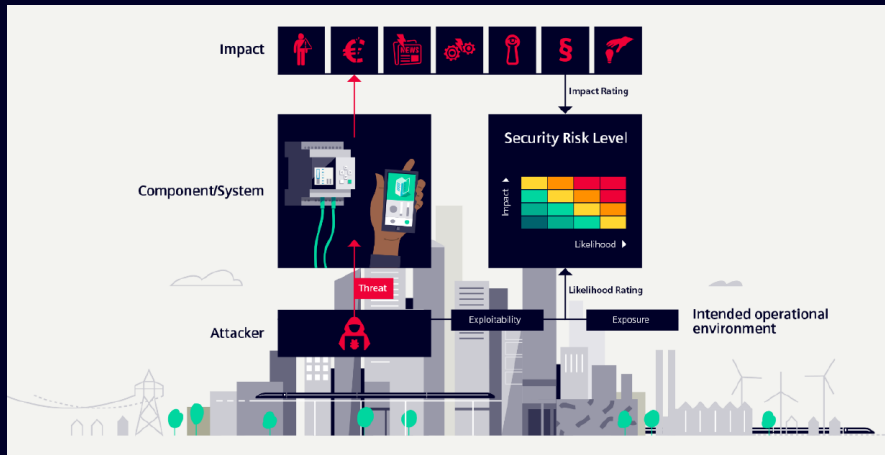 Impact
€
NEWS
§
Impact Rating
Component/System
Security Risk Level
Impact
Likelihood
Threat
Likelihood Rating
Attacker
Exploitability
Exposure
Intended operational
environment